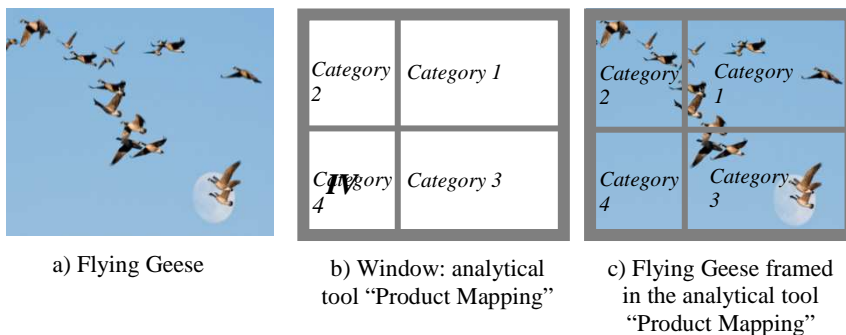 Category
2
Category 1
Category
4
IV
Category 3
Category
2
Category
1
Category
4
Category
3
a) Flying Geese
b) Window: analytical
tool “Product Mapping”
c) Flying Geese framed
in the analytical tool
“Product Mapping”